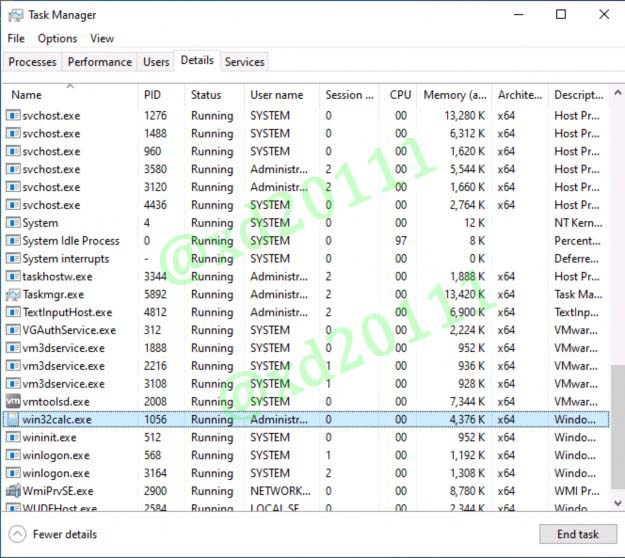 Task Manager
File Options View
Processes Performance Users Details Services
Name PID Status User name Session ... CPU Memory (a... Archite... Descript...
svchost.exe 1276 Running SYSTEM 0 00 13,280 K x64 Host Pr...
svchost.exe 1488 Running SYSTEM 0 00 6,312 K x64 Host Pr...
svchost.exe 960 Running SYSTEM 0 00 1,620 K x64 Host Pr...
svchost.exe 3580 Running Administr... 2 00 5,544 K x64 Host Pr...
svchost.exe 3120 Running Administr... 2 00 1,660 K x64 Host Pr...
svchost.exe 4436 Running SYSTEM 0 00 2,764 K x64 Host Pr...
System 4 Running SYSTEM 0 00 12 K NT Kern...
System Idle Process 0 Running SYSTEM 0 97 8 K Percent...
System interrupts - Running SYSTEM 0 00 0 K Deferre...
taskhostw.exe 3344 Running Administr... 2 00 1,888 K x64 Host Pr...
Taskmgr.exe 5892 Running Administr... 2 00 13,420 K x64 Task Ma...
TextInputHost.exe 4812 Running Administr... 2 00 6,900 K x64 TextInp...
VGAuthService.exe 312 Running SYSTEM 0 00 2,224 K x64 VMwar...
vm3dservice.exe 1888 Running SYSTEM 0 00 952 K x64 VMwar...
vm3dservice.exe 2216 Running SYSTEM 1 00 936 K x64 VMwar...
vm3dservice.exe 3108 Running SYSTEM 1 00 928 K x64 VMwar...
vm vmtoolsd.exe 2008 Running SYSTEM 0 00 7,344 K x64 VMwar...
win32calc.exe 1056 Running Administr... 0 00 4,376 K x64 Windo...
wininit.exe 512 Running SYSTEM 0 00 952 K x64 Windo...
winlogon.exe 568 Running SYSTEM 1 00 1,192 K x64 Windo...
winlogon.exe 3164 Running SYSTEM 2 00 1,308 K x64 Windo...
WmiPrvSE.exe 2900 Running NETWORK... 0 00 8,780 K x64 WMI Pr...
WUDFHost.exe 2584 Running LOCAL SE... 0 00 1,300 K x64 Windo...
Fewer details End task
@xd20111
@xd20111